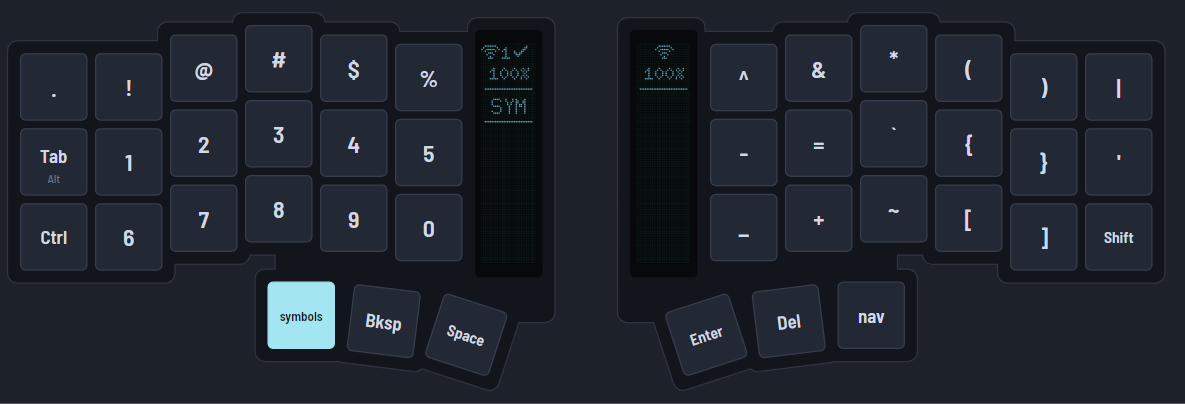 . ! @ # $ % 1✓ 100% ^ & * ( ) |
100%
SYM
Tab 1 2 3 4 5 - = ` { } '
Alt
Ctrl 6 7 8 9 0 _ + ~ [ ] Shift
symbols Bksp Space Enter Del nav